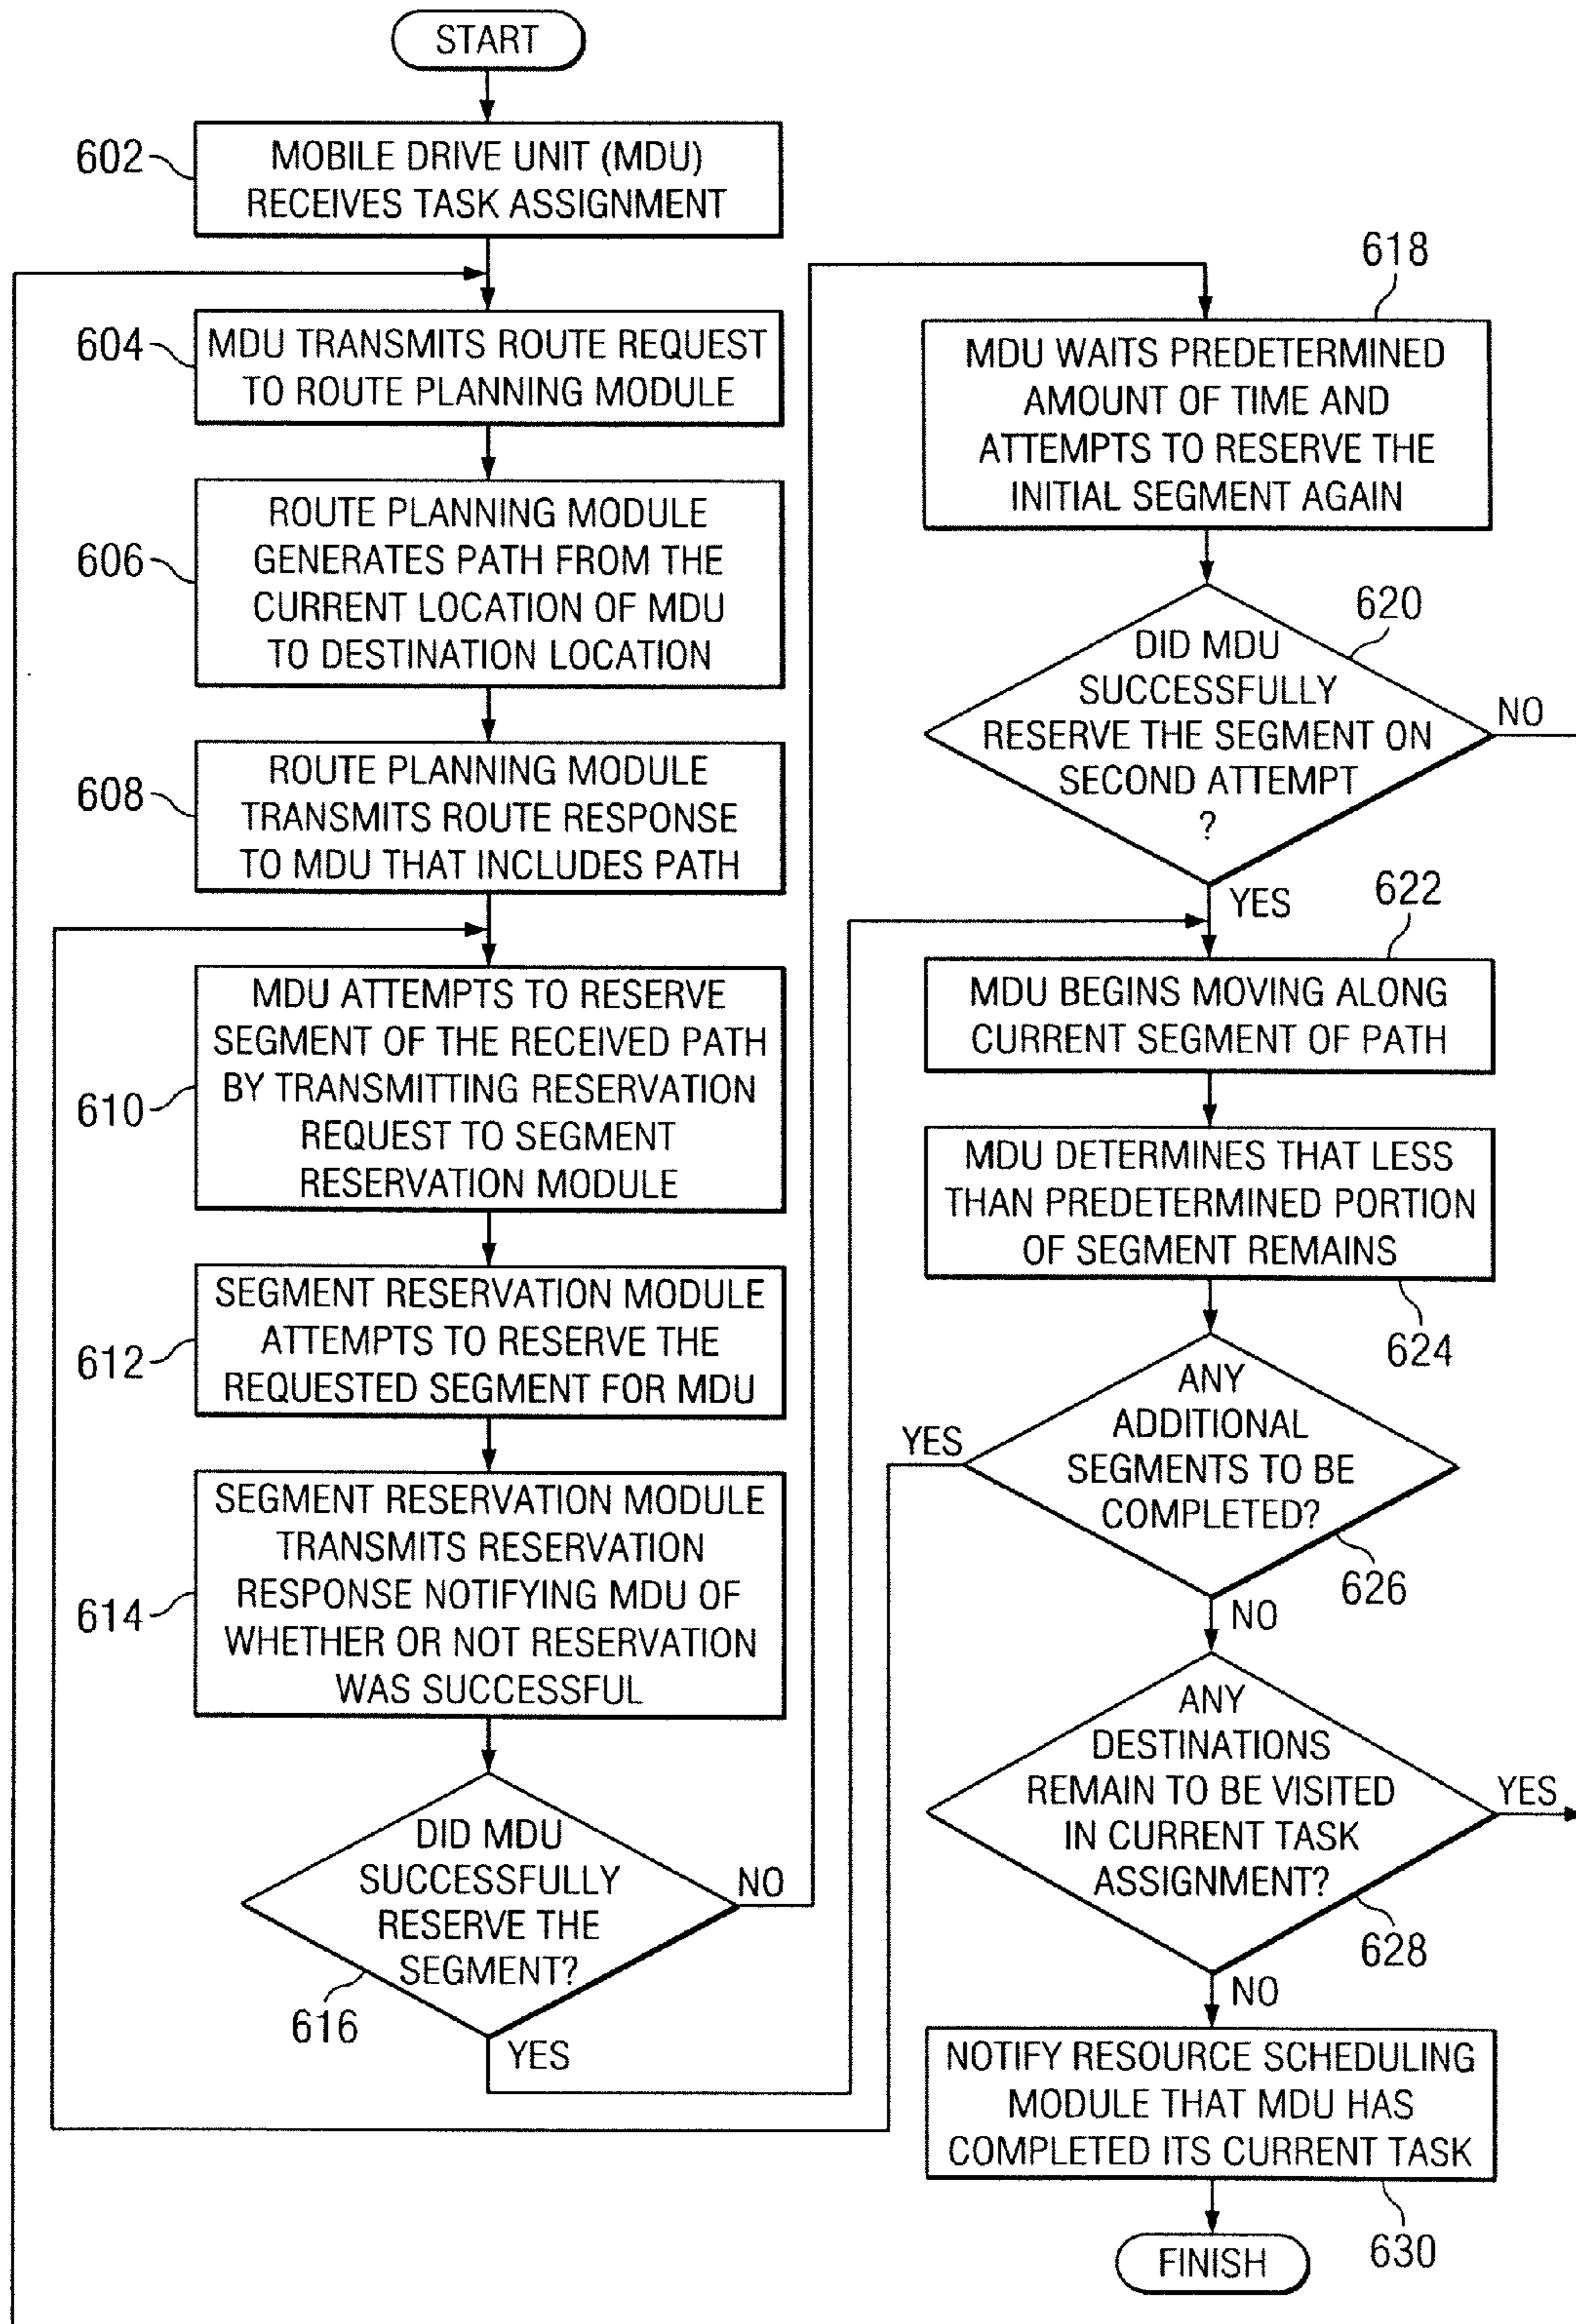 START
602
MOBILE DRIVE UNIT (MDU)
RECEIVES TASK ASSIGNMENT
604
MDU TRANSMITS ROUTE REQUEST
TO ROUTE PLANNING MODULE
606
ROUTE PLANNING MODULE
GENERATES PATH FROM THE
CURRENT LOCATION OF MDU
TO DESTINATION LOCATION
608
ROUTE PLANNING MODULE
TRANSMITS ROUTE RESPONSE
TO MDU THAT INCLUDES PATH
610
MDU ATTEMPTS TO RESERVE
SEGMENT OF THE RECEIVED PATH
BY TRANSMITTING RESERVATION
REQUEST TO SEGMENT
RESERVATION MODULE
612
SEGMENT RESERVATION MODULE
ATTEMPTS TO RESERVE THE
REQUESTED SEGMENT FOR MDU
614
SEGMENT RESERVATION MODULE
TRANSMITS RESERVATION
RESPONSE NOTIFYING MDU OF
WHETHER OR NOT RESERVATION
WAS SUCCESSFUL
DID MDU
SUCCESSFULLY
RESERVE THE
SEGMENT?
NO
616
YES
618
MDU WAITS PREDETERMINED
AMOUNT OF TIME AND
ATTEMPTS TO RESERVE THE
INITIAL SEGMENT AGAIN
620
DID MDU
SUCCESSFULLY
RESERVE THE SEGMENT ON
SECOND ATTEMPT
?
NO
YES
622
MDU BEGINS MOVING ALONG
CURRENT SEGMENT OF PATH
MDU DETERMINES THAT LESS
THAN PREDETERMINED PORTION
OF SEGMENT REMAINS
624
ANY
ADDITIONAL
SEGMENTS TO BE
COMPLETED?
YES
626
NO
ANY
DESTINATIONS
REMAIN TO BE VISITED
IN CURRENT TASK
ASSIGNMENT?
YES
628
NO
NOTIFY RESOURCE SCHEDULING
MODULE THAT MDU HAS
COMPLETED ITS CURRENT TASK
630
FINISH